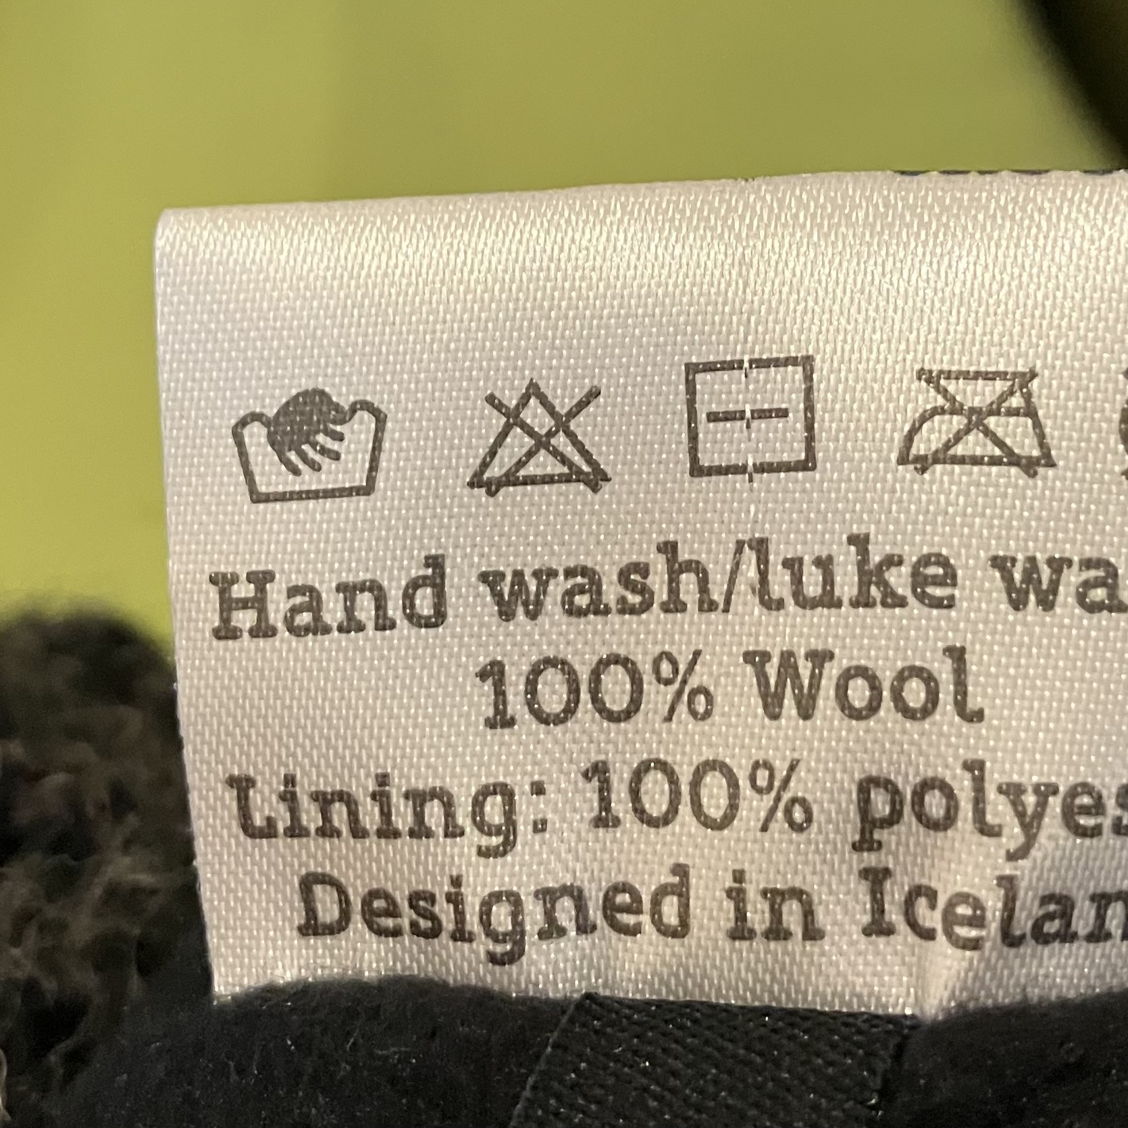 Hand wash/luke wa
100% Wool
Lining: 100% polyes
Designed in Icelan